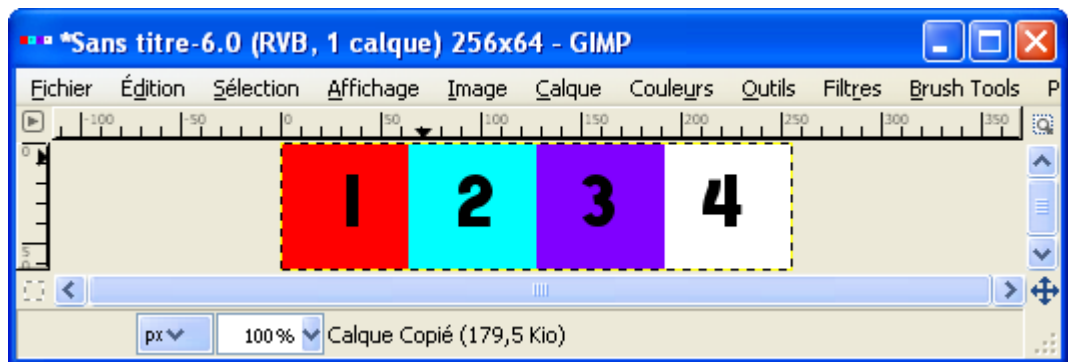 *Sans titre-6.0 (RVB, 1 calque) 256x64 - GIMP
Fichier Édition Sélection Affichage Image Calque Couleurs Outils Filtres Brush Tools P
-100 -50 0 50 100 150 200 250 300 350
0
1 2 3 4
5
px 100% Calque Copié (179,5 Kio)